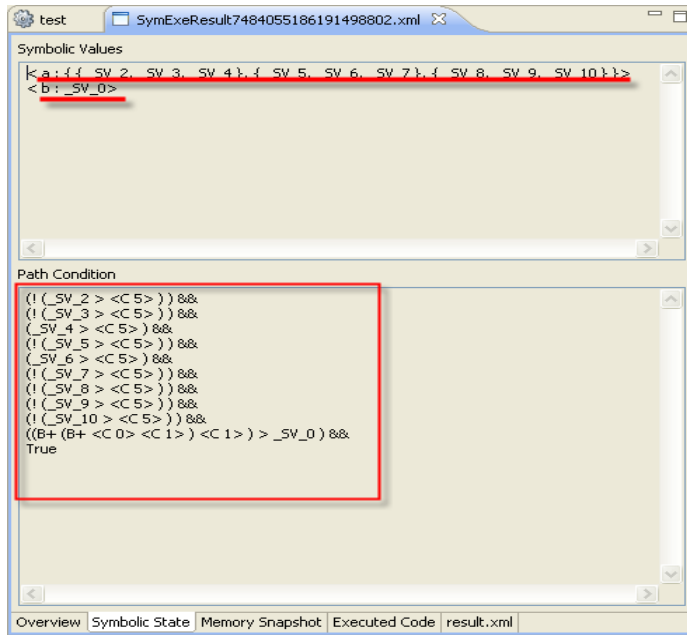 test
SymExeResult7484055186191498802.xml
Symbolic Values
< a : { { _SV_2, _SV_3, _SV_4 }, { _SV_5, _SV_6, _SV_7 }, { _SV_8, _SV_9, _SV_10 } }>
< b : _SV_0>
Path Condition
(! (_SV_2 > <C 5> ) ) &&
(! (_SV_3 > <C 5> ) ) &&
(_SV_4 > <C 5> ) &&
(! (_SV_5 > <C 5> ) ) &&
(_SV_6 > <C 5> ) &&
(! (_SV_7 > <C 5> ) ) &&
(! (_SV_8 > <C 5> ) ) &&
(! (_SV_9 > <C 5> ) ) &&
(! (_SV_10 > <C 5> ) ) &&
((B+ (B+ <C 0> <C 1> ) <C 1> ) > _SV_0 ) &&
True
Overview Symbolic State Memory Snapshot Executed Code result.xml